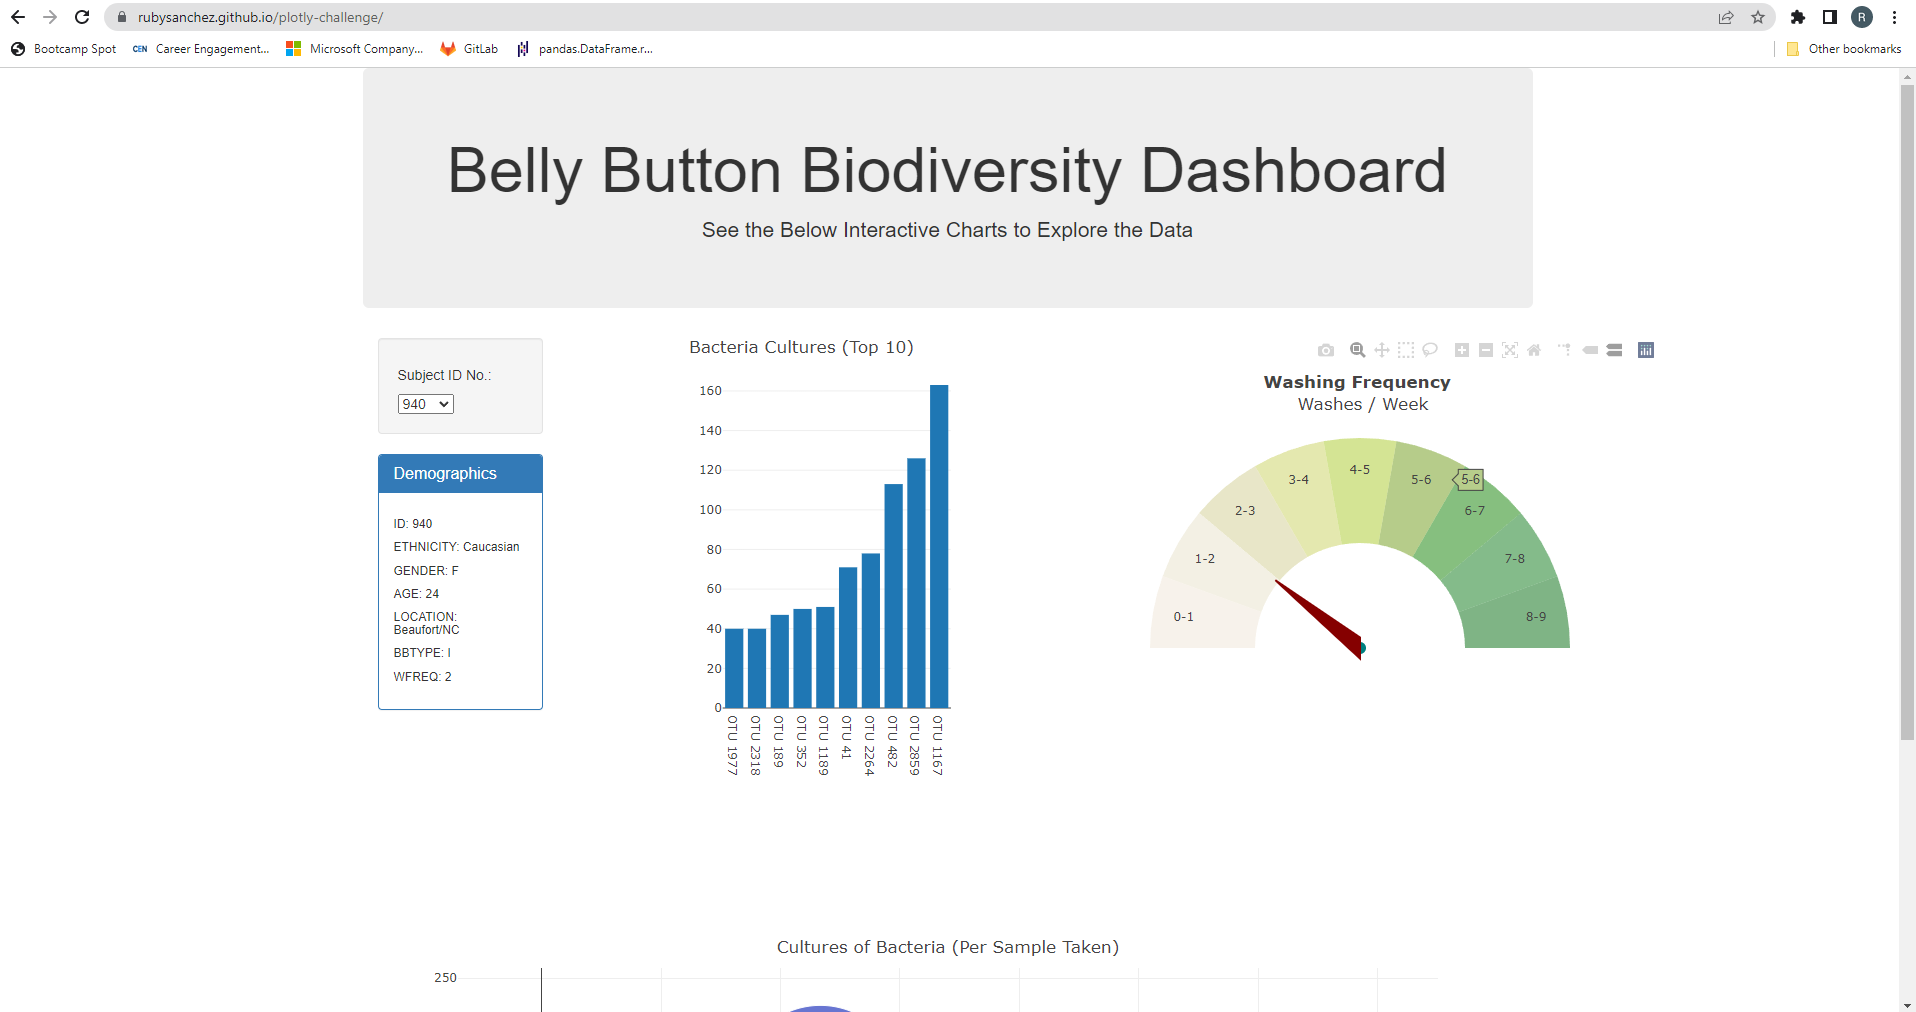 rubysanchez.github.io/plotly-challenge/
R
Bootcamp Spot
CEN Career Engagement...
Microsoft Company...
GitLab
pandas.DataFrame.r...
Other bookmarks
Belly Button Biodiversity Dashboard
See the Below Interactive Charts to Explore the Data
Subject ID No.:
940
Demographics
ID: 940
ETHNICITY: Caucasian
GENDER: F
AGE: 24
LOCATION:
Beaufort/NC
BBTYPE: I
WFREQ: 2
Bacteria Cultures (Top 10)
160
140
120
100
80
60
40
20
0
OTU 1977
OTU 2318
OTU 189
OTU 352
OTU 1189
OTU 41
OTU 2264
OTU 482
OTU 2859
OTU 1167
Washing Frequency
Washes / Week
0-1
1-2
2-3
3-4
4-5
5-6
5-6
6-7
7-8
8-9
Cultures of Bacteria (Per Sample Taken)
250